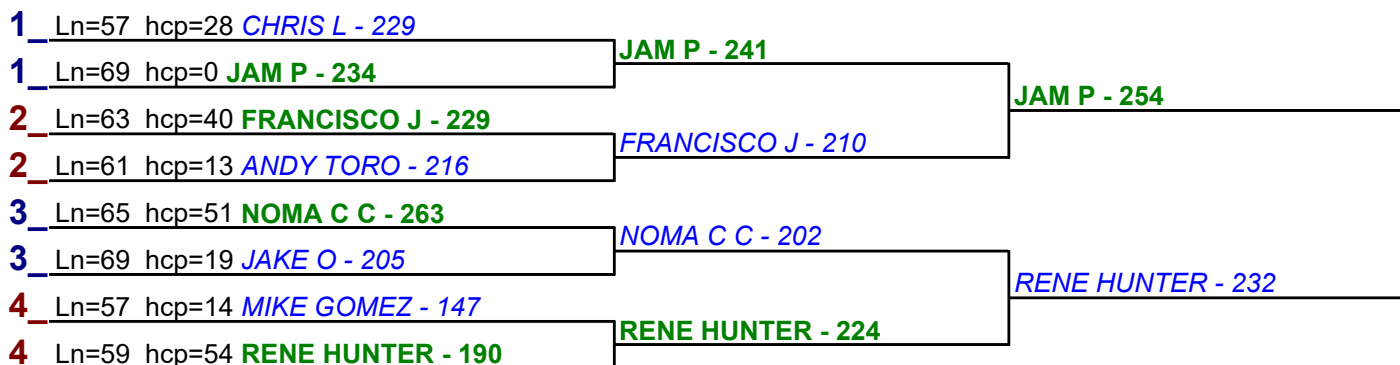 1_ Ln=57 hcp=28 CHRIS L - 229
JAM P - 241
1_ Ln=69 hcp=0 JAM P - 234
JAM P - 254
2_ Ln=63 hcp=40 FRANCISCO J - 229
FRANCISCO J - 210
2_ Ln=61 hcp=13 ANDY TORO - 216
3_ Ln=65 hcp=51 NOMA C C - 263
NOMA C C - 202
3_ Ln=69 hcp=19 JAKE O - 205
RENE HUNTER - 232
4_ Ln=57 hcp=14 MIKE GOMEZ - 147
RENE HUNTER - 224
4 Ln=59 hcp=54 RENE HUNTER - 190